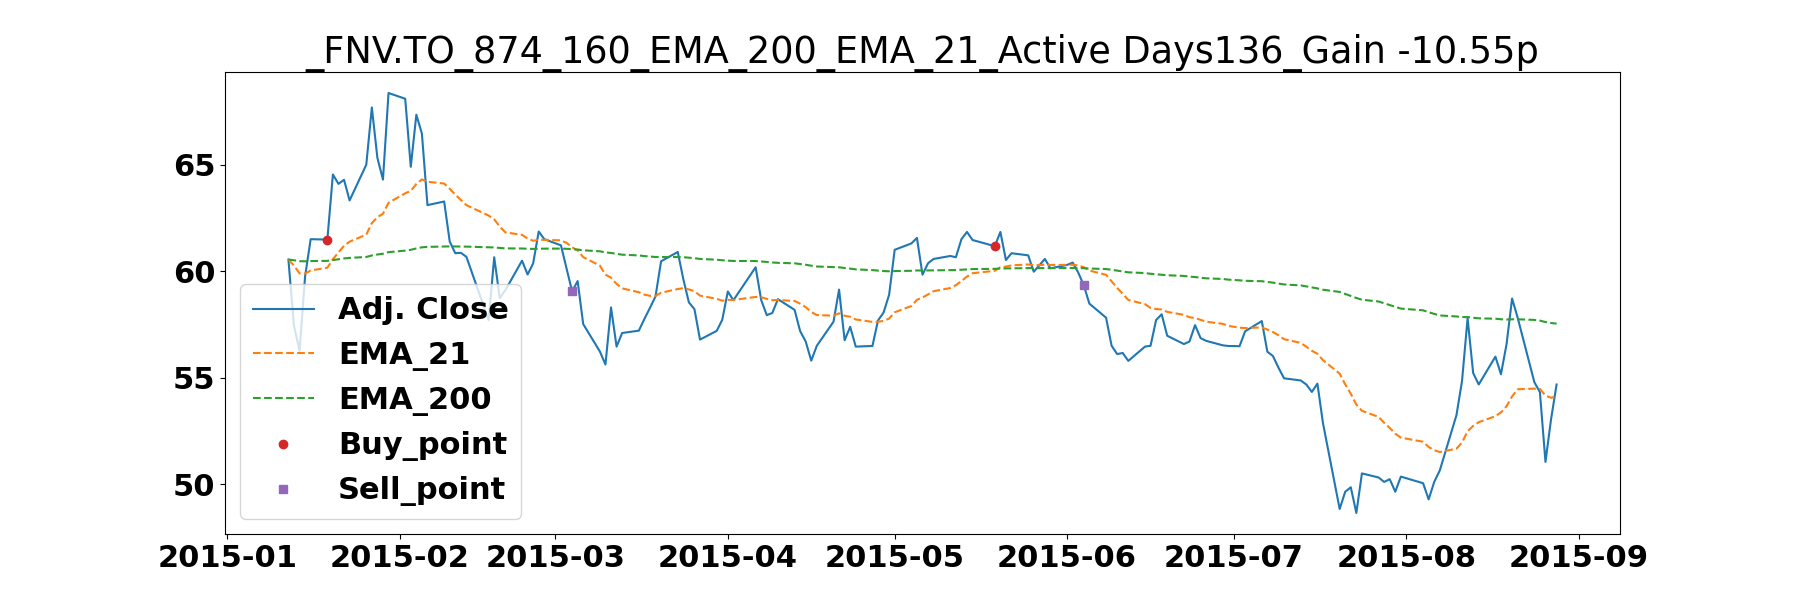 _FNV.TO_874_160_EMA_200_EMA_21_Active Days136_Gain -10.55p
65
60
55
50
Adj. Close
EMA_21
EMA_200
Buy_point
Sell_point
2015-01 2015-02 2015-03 2015-04 2015-05 2015-06 2015-07 2015-08 2015-09